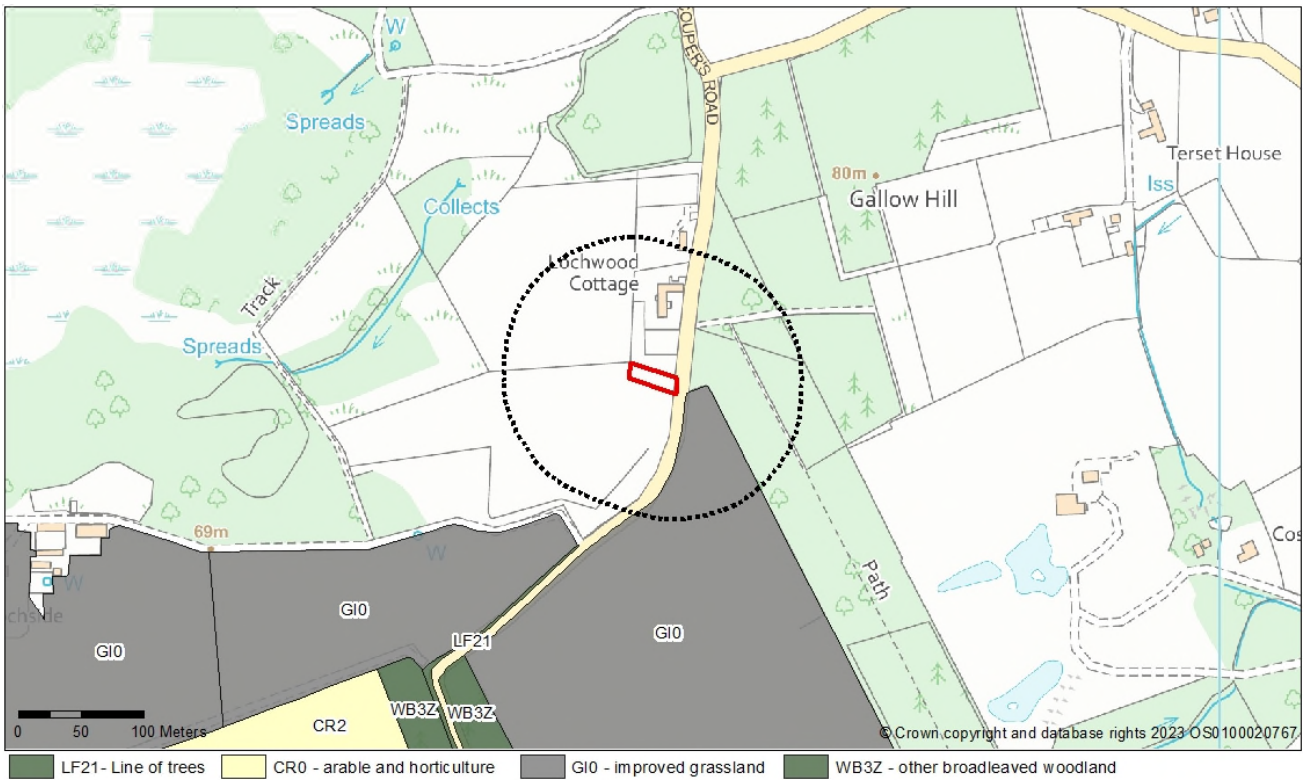 W
COUPER'S ROAD
Spreads
Terset House
80m
Iss
Gallow Hill
Collects
Lochwood
Cottage
Track
Spreads
69m
W
W
Cos
Path
chside
GI0
GI0
LF21
GI0
WB3Z
WB3Z
CR2
0 50 100 Meters
© Crown copyright and database rights 2023 OS0100020767
LF21- Line of trees
CR0 - arable and horticulture
GI0 - improved grassland
WB3Z - other broadleaved woodland